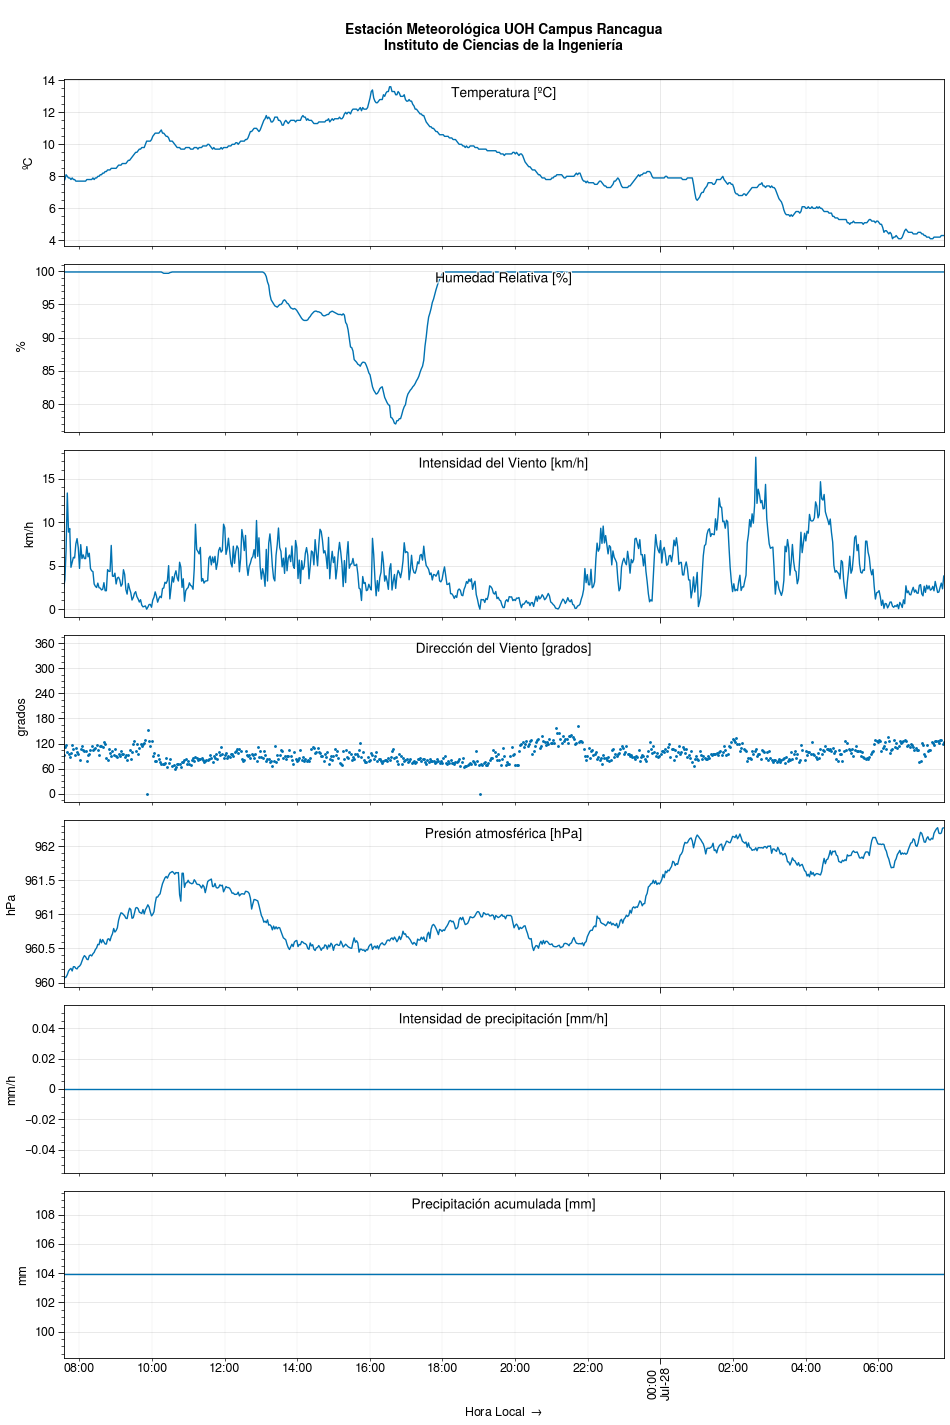 Estación Meteorológica UOH Campus Rancagua
Instituto de Ciencias de la Ingeniería
Temperatura [ºC]
ºC
14
12
10
8
6
4
Humedad Relativa [%]
%
100
95
90
85
80
Intensidad del Viento [km/h]
km/h
15
10
5
0
Dirección del Viento [grados]
grados
360
300
240
180
120
60
0
Presión atmosférica [hPa]
hPa
962
961.5
961
960.5
960
Intensidad de precipitación [mm/h]
mm/h
0.04
0.02
0
−0.02
−0.04
Precipitación acumulada [mm]
mm
108
106
104
102
100
08:00 10:00 12:00 14:00 16:00 18:00 20:00 22:00 00:00 02:00 04:00 06:00
Jul-28
Hora Local →